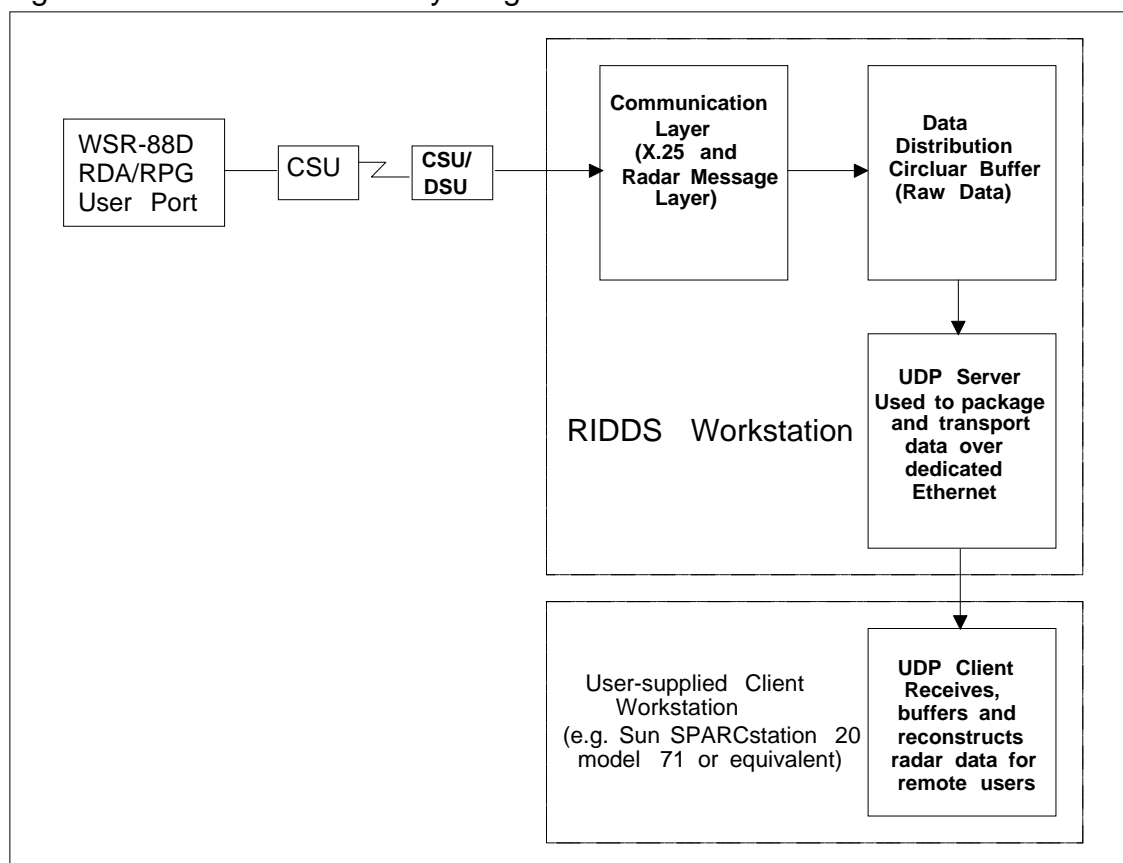 WSR-88D
RDA/RPG
User Port
CSU
CSU/
DSU
Communication
Layer
(X.25 and
Radar Message
Layer)
Data
Distribution
Circluar Buffer
(Raw Data)
RIDDS Workstation
UDP Server
Used to package
and transport
data over
dedicated
Ethernet
User-supplied Client
Workstation
(e.g. Sun SPARCstation 20
model 71 or equivalent)
UDP Client
Receives,
buffers and
reconstructs
radar data for
remote users